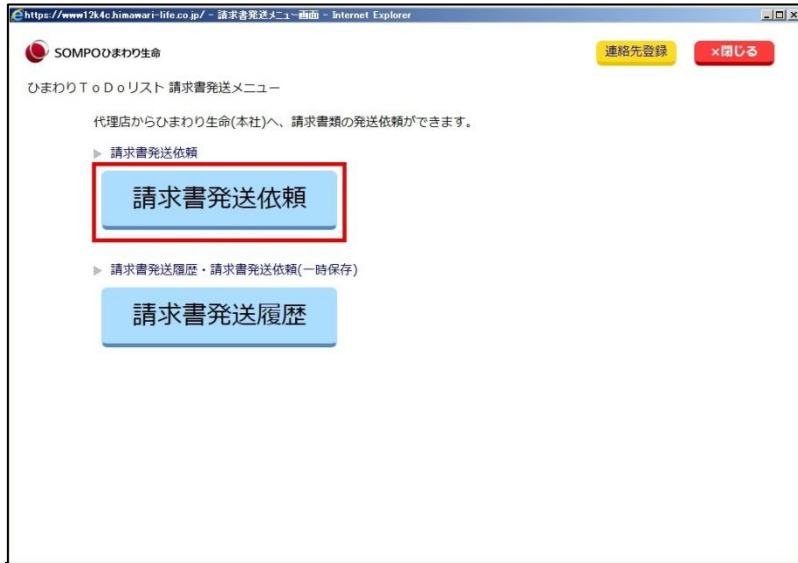 https://www12k4c.himawari-life.co.jp/ - 請求書発送メニュー画面 - Internet Explorer
SOMPOひまわり生命
連絡先登録
×閉じる
ひまわりＴｏＤｏリスト 請求書発送メニュー
代理店からひまわり生命(本社)へ、請求書類の発送依頼ができます。
請求書発送依頼
請求書発送依頼
請求書発送履歴・請求書発送依頼(一時保存)
請求書発送履歴